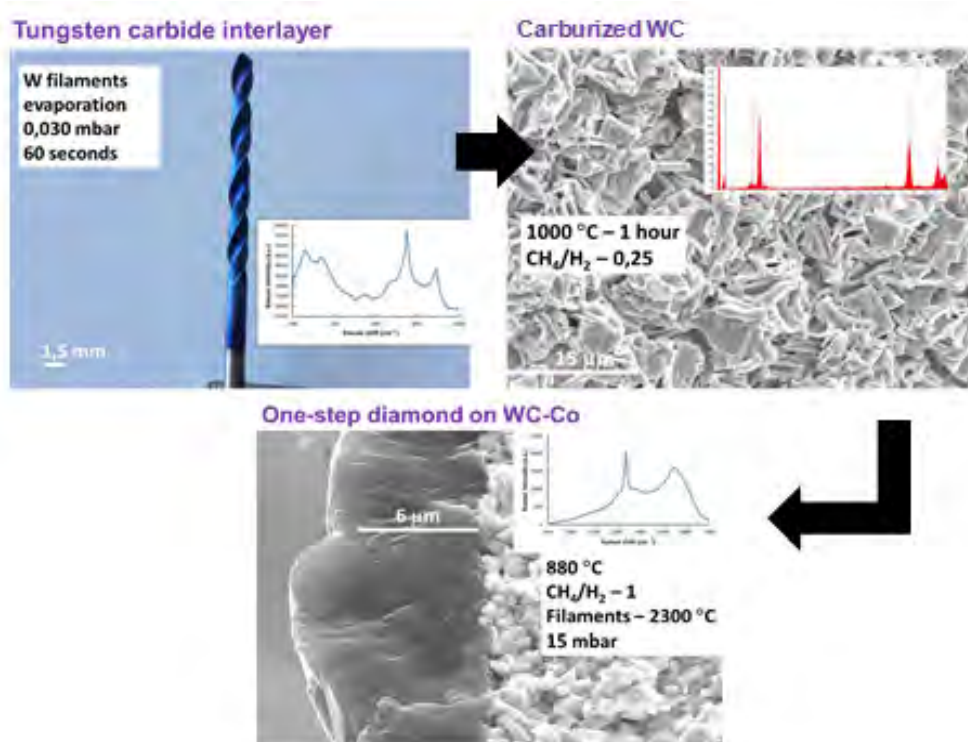 Tungsten carbide interlayer
W filaments
evaporation
0,030 mbar
60 seconds
1,5 mm
Carburized WC
1000 °C – 1 hour
CH₄/H₂ – 0,25
15 µm
One-step diamond on WC-Co
6 µm
880 °C
CH₄/H₂ – 1
Filaments – 2300 °C
15 mbar